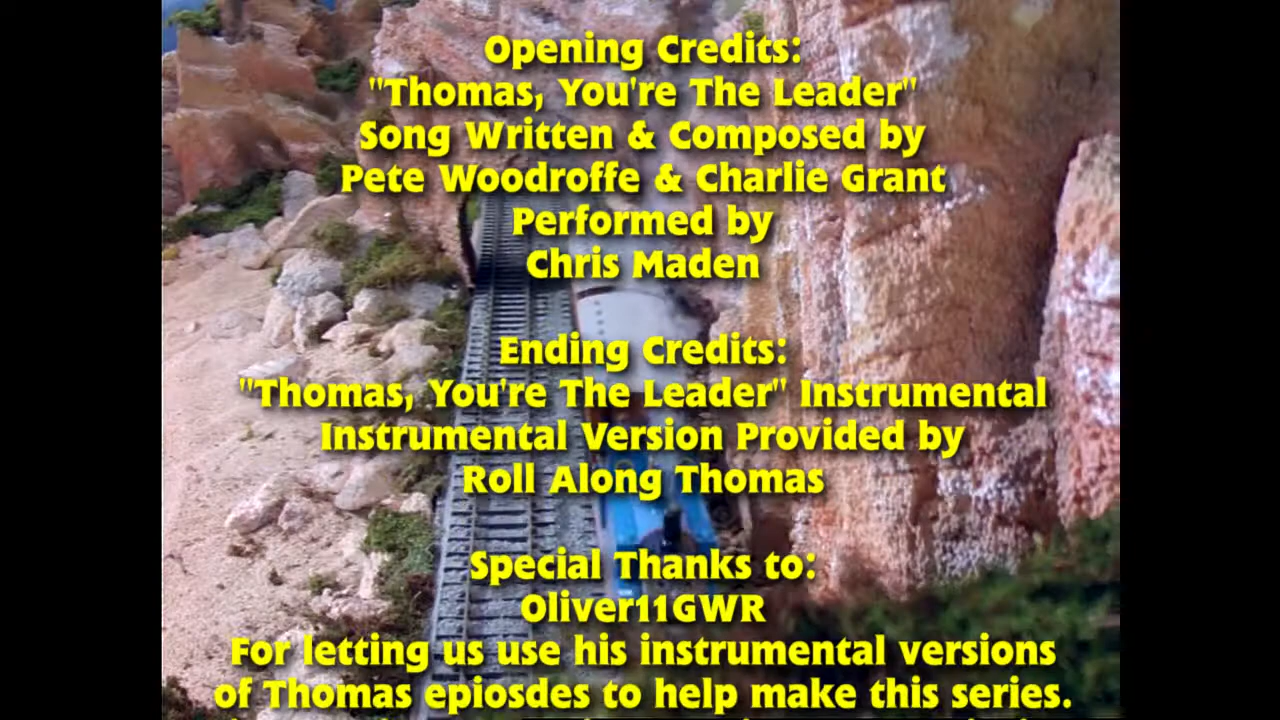 Opening Credits:
"Thomas, You're The Leader"
Song Written & Composed by
Pete Woodroffe & Charlie Grant
Performed by
Chris Maden
Ending Credits:
"Thomas, You're The Leader" Instrumental
Instrumental Version Provided by
Roll Along Thomas
Special Thanks to:
Oliver11GWR
For letting us use his instrumental versions
of Thomas epiosdes to help make this series.